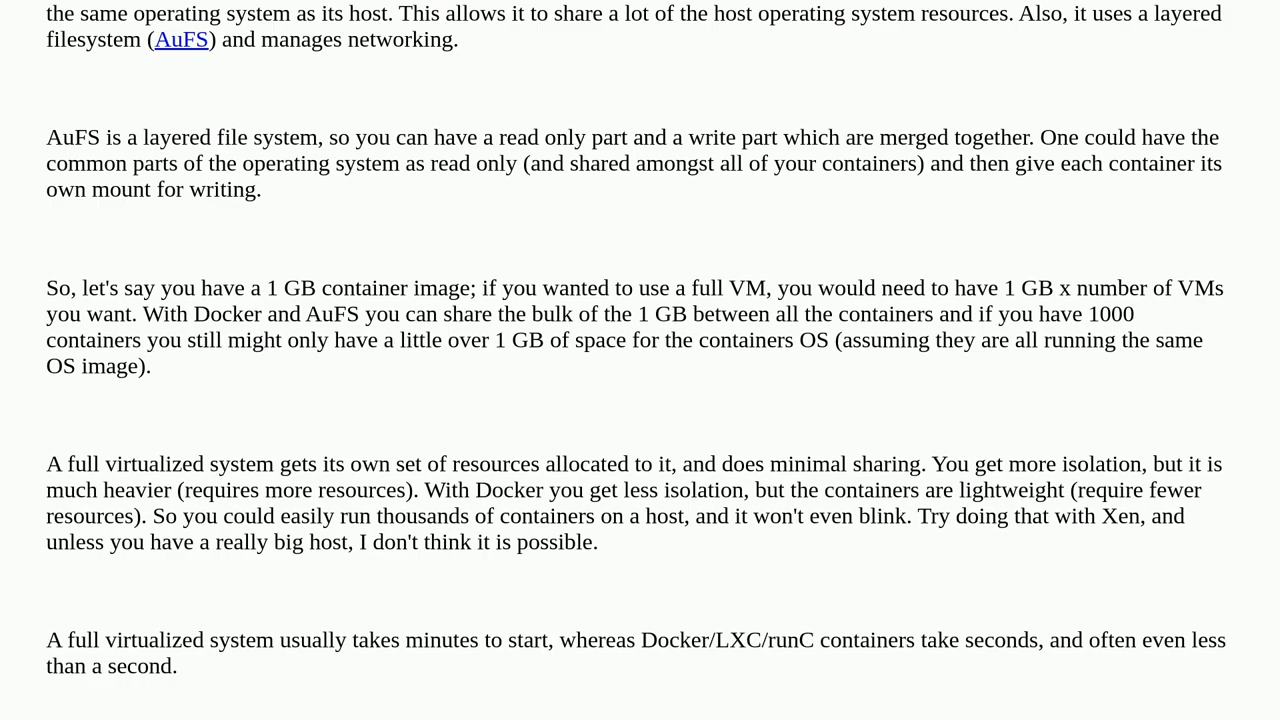 the same operating system as its host. This allows it to share a lot of the host operating system resources. Also, it uses a layered
filesystem (AuFS) and manages networking.
AuFS is a layered file system, so you can have a read only part and a write part which are merged together. One could have the
common parts of the operating system as read only (and shared amongst all of your containers) and then give each container its
own mount for writing.
So, let's say you have a 1 GB container image; if you wanted to use a full VM, you would need to have 1 GB x number of VMs
you want. With Docker and AuFS you can share the bulk of the 1 GB between all the containers and if you have 1000
containers you still might only have a little over 1 GB of space for the containers OS (assuming they are all running the same
OS image).
A full virtualized system gets its own set of resources allocated to it, and does minimal sharing. You get more isolation, but it is
much heavier (requires more resources). With Docker you get less isolation, but the containers are lightweight (require fewer
resources). So you could easily run thousands of containers on a host, and it won't even blink. Try doing that with Xen, and
unless you have a really big host, I don't think it is possible.
A full virtualized system usually takes minutes to start, whereas Docker/LXC/runC containers take seconds, and often even less
than a second.